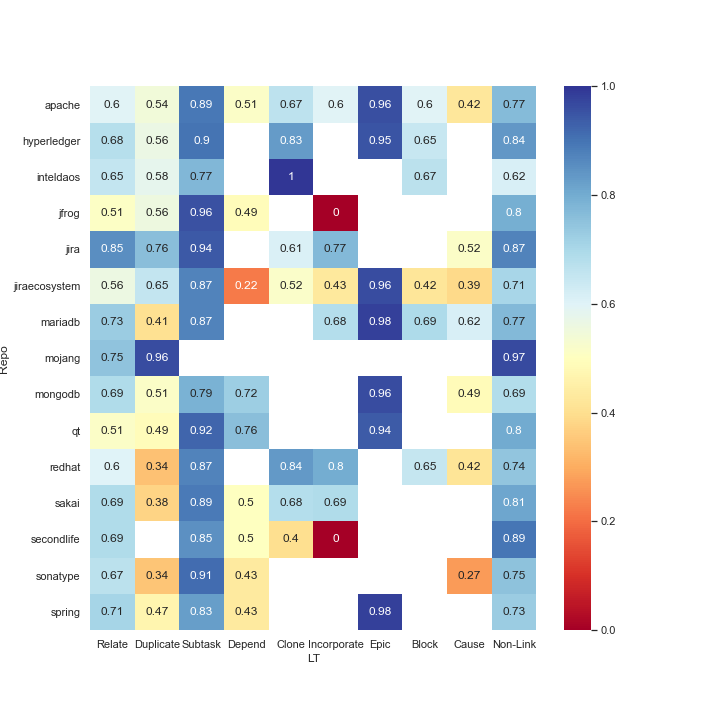 apache 0.6 0.54 0.89 0.51 0.67 0.6 0.96 0.6 0.42 0.77
hyperledger 0.68 0.56 0.9 0.83 0.95 0.65 0.84
inteldaos 0.65 0.58 0.77 1 0.67 0.62
jfrog 0.51 0.56 0.96 0.49 0 0.8
jira 0.85 0.76 0.94 0.61 0.77 0.52 0.87
jiraecosystem 0.56 0.65 0.87 0.22 0.52 0.43 0.96 0.42 0.39 0.71
mariadb 0.73 0.41 0.87 0.68 0.98 0.69 0.62 0.77
mojang 0.75 0.96 0.97
mongodb 0.69 0.51 0.79 0.72 0.96 0.49 0.69
qt 0.51 0.49 0.92 0.76 0.94 0.8
redhat 0.6 0.34 0.87 0.84 0.8 0.65 0.42 0.74
sakai 0.69 0.38 0.89 0.5 0.68 0.69 0.81
secondlife 0.69 0.85 0.5 0.4 0 0.89
sonatype 0.67 0.34 0.91 0.43 0.27 0.75
spring 0.71 0.47 0.83 0.43 0.98 0.73
Relate Duplicate Subtask Depend Clone Incorporate Epic Block Cause Non-Link
LT
Repo
1.0
0.8
0.6
0.4
0.2
0.0